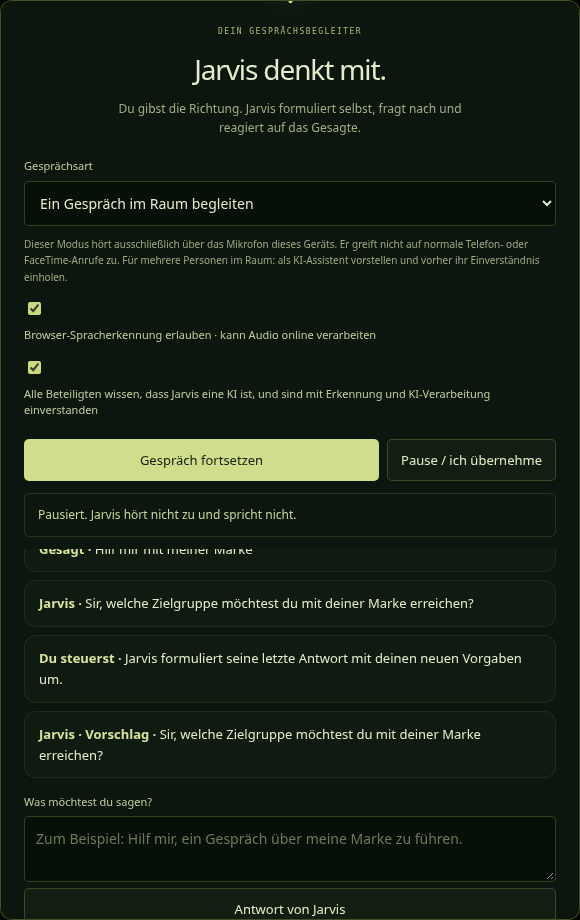 DEIN GESPRÄCHSBEGLEITER
Jarvis denkt mit.
Du gibst die Richtung. Jarvis formuliert selbst, fragt nach und
reagiert auf das Gesagte.
Gesprächsart
Ein Gespräch im Raum begleiten
Dieser Modus hört ausschließlich über das Mikrofon dieses Geräts. Er greift nicht auf normale Telefon- oder
FaceTime-Anrufe zu. Für mehrere Personen im Raum: als KI-Assistent vorstellen und vorher ihr Einverständnis
einholen.
Browser-Spracherkennung erlauben · kann Audio online verarbeiten
Alle Beteiligten wissen, dass Jarvis eine KI ist, und sind mit Erkennung und KI-Verarbeitung
einverstanden
Gespräch fortsetzen
Pause / ich übernehme
Pausiert. Jarvis hört nicht zu und spricht nicht.
Gesagt · Hilf mir mit meiner Marke
Jarvis · Sir, welche Zielgruppe möchtest du mit deiner Marke erreichen?
Du steuerst · Jarvis formuliert seine letzte Antwort mit deinen neuen Vorgaben
um.
Jarvis · Vorschlag · Sir, welche Zielgruppe möchtest du mit deiner Marke
erreichen?
Was möchtest du sagen?
Zum Beispiel: Hilf mir, ein Gespräch über meine Marke zu führen.
Antwort von Jarvis